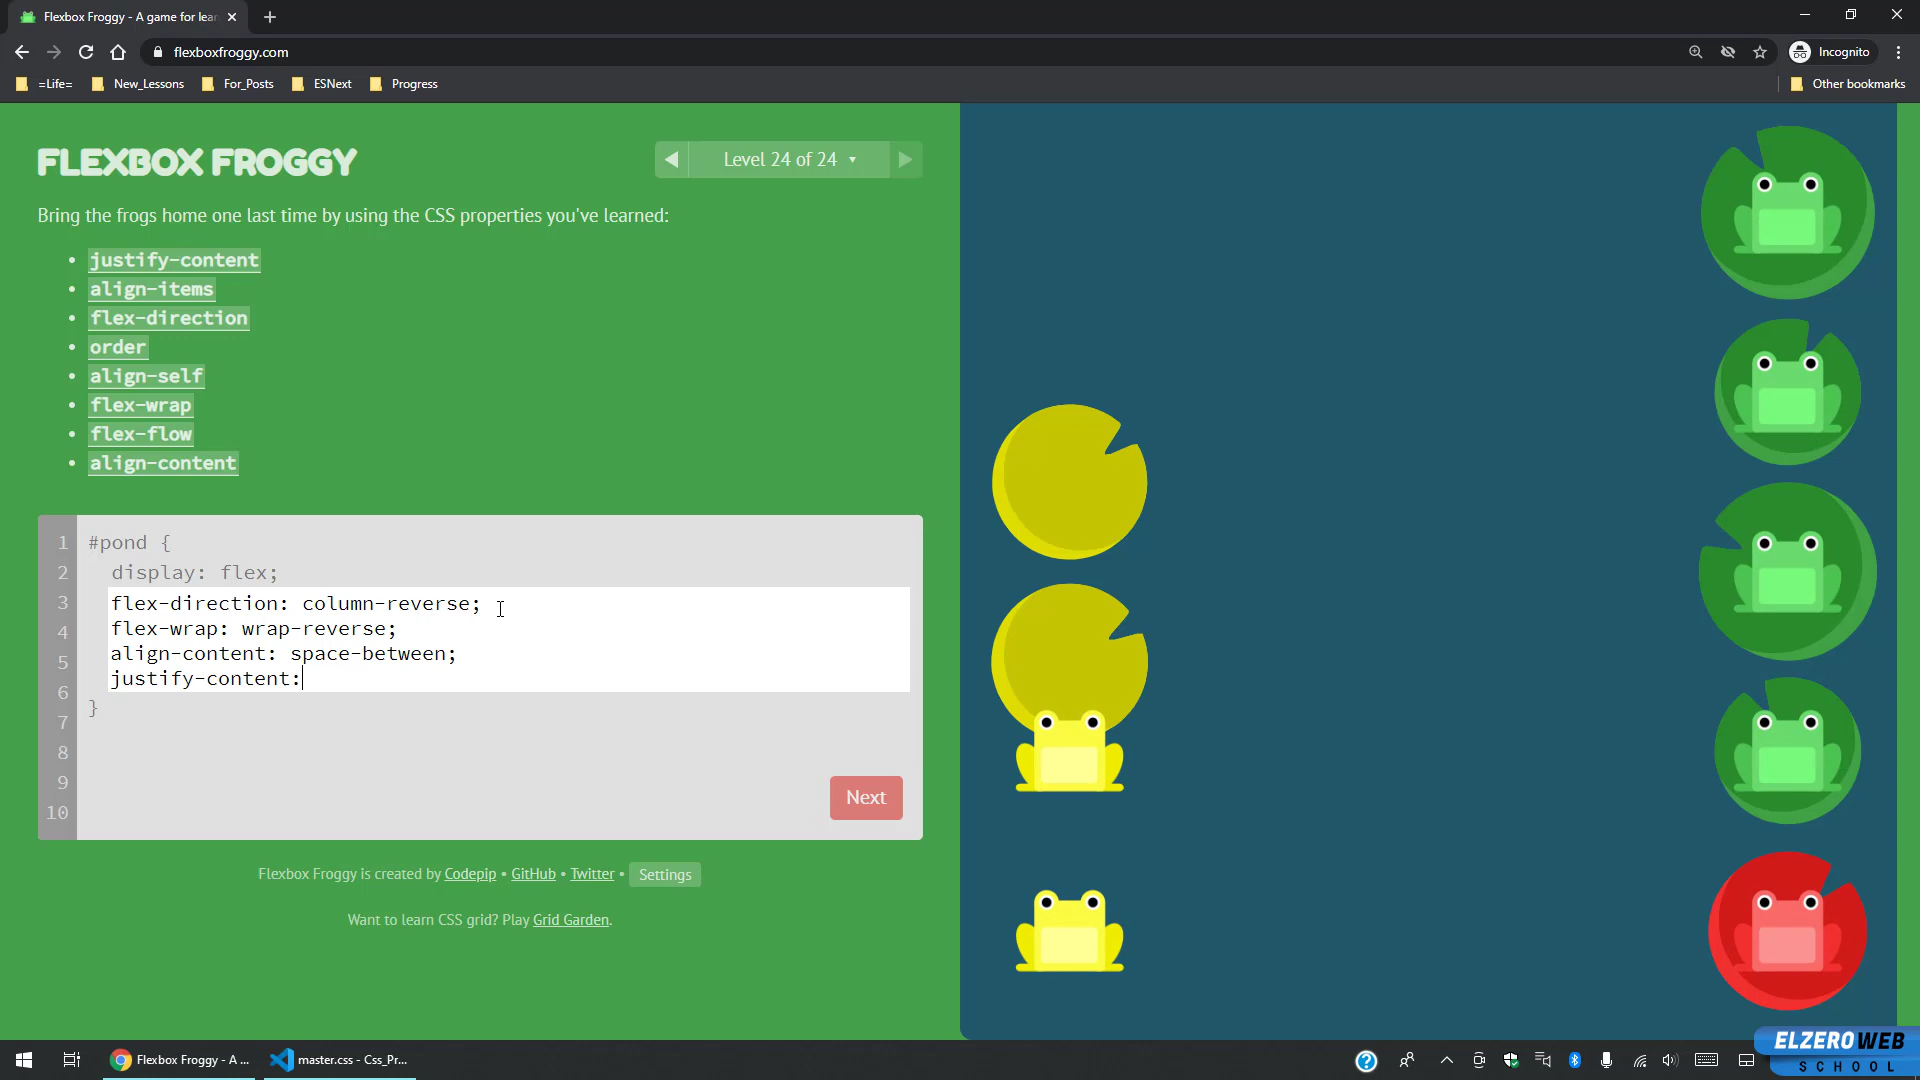 Flexbox Froggy - A game for lear
flexboxfroggy.com
Incognito
=Life=
New_Lessons
For_Posts
ESNext
Progress
Other bookmarks
FLEXBOX FROGGY
Level 24 of 24
Bring the frogs home one last time by using the CSS properties you've learned:
justify-content
align-items
flex-direction
order
align-self
flex-wrap
flex-flow
align-content
1 #pond {
2 display: flex;
3 flex-direction: column-reverse;
4 flex-wrap: wrap-reverse;
5 align-content: space-between;
6 justify-content:
7 }
8
9
10
Next
Flexbox Froggy is created by Codepip • GitHub • Twitter • Settings
Want to learn CSS grid? Play Grid Garden.
Flexbox Froggy - A ...
master.css - Css_Pr...
ELZEROWEB
SCHOOL